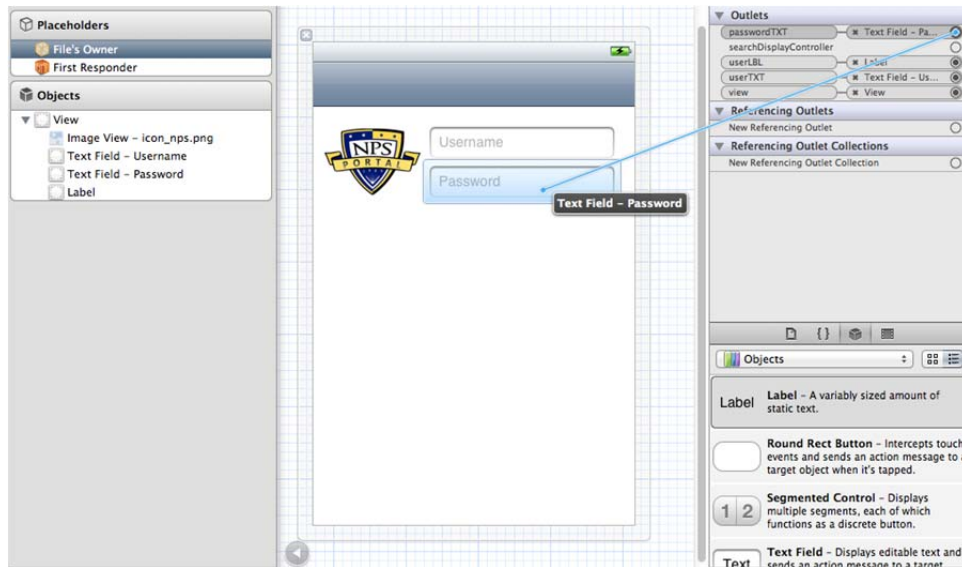 Placeholders
File's Owner
First Responder
Objects
View
Image View – icon_nps.png
Text Field – Username
Text Field – Password
Label
NPS
PORTAL
Username
Password
Text Field – Password
Outlets
passwordTXT Text Field – Pa...
searchDisplayController
userLBL Label
userTXT Text Field – Us...
view View
Referencing Outlets
New Referencing Outlet
Referencing Outlet Collections
New Referencing Outlet Collection
{}
Objects
Label
Label – A variably sized amount of
static text.
Round Rect Button – Intercepts touch
events and sends an action message to a
target object when it's tapped.
1 2
Segmented Control – Displays
multiple segments, each of which
functions as a discrete button.
Text
Text Field – Displays editable text and
sends an action message to a target